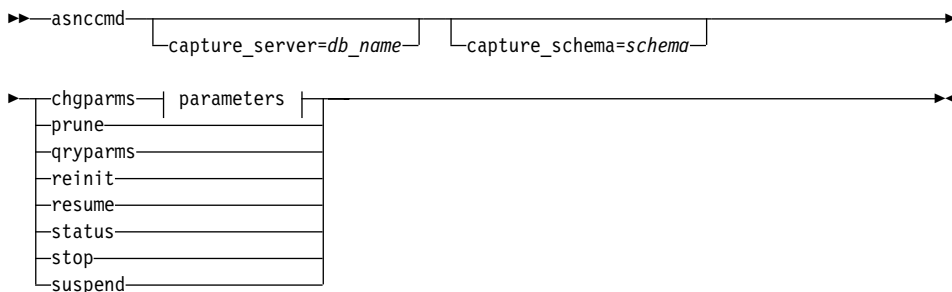 asnccmd capture_server=db_name capture_schema=schema
chgparms parameters
prune
qryparms
reinit
resume
status
stop
suspend